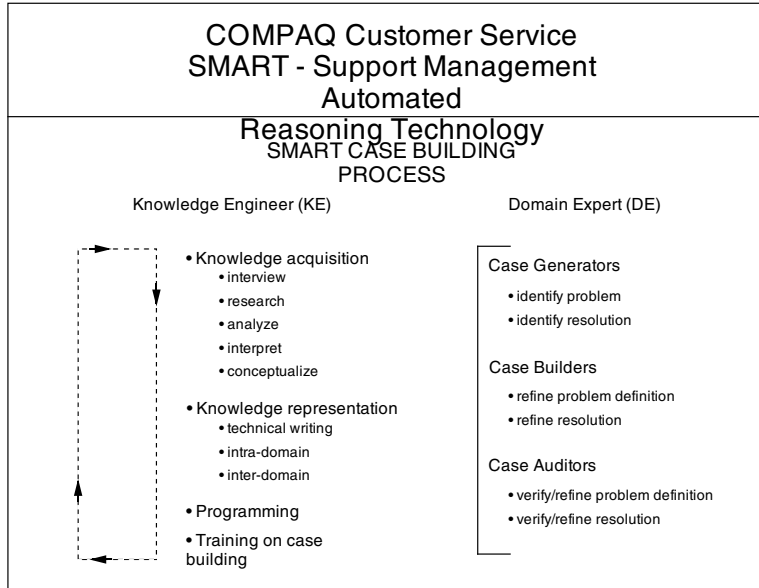 COMPAQ Customer Service
SMART - Support Management
Automated
Reasoning Technology
SMART CASE BUILDING
PROCESS
Knowledge Engineer (KE)
• Knowledge acquisition
• interview
• research
• analyze
• interpret
• conceptualize
• Knowledge representation
• technical writing
• intra-domain
• inter-domain
• Programming
• Training on case
building
Domain Expert (DE)
Case Generators
• identify problem
• identify resolution
Case Builders
• refine problem definition
• refine resolution
Case Auditors
• verify/refine problem definition
• verify/refine resolution